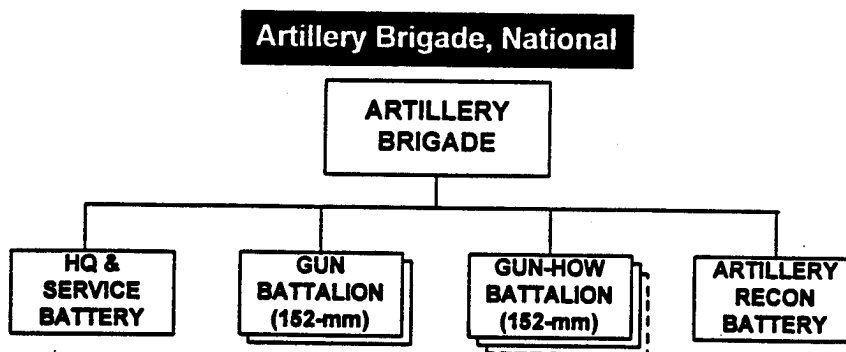 Artillery Brigade, National
ARTILLERY
BRIGADE
HQ &
SERVICE
BATTERY
GUN
BATTALION
(152-mm)
GUN-HOW
BATTALION
(152-mm)
ARTILLERY
RECON
BATTERY